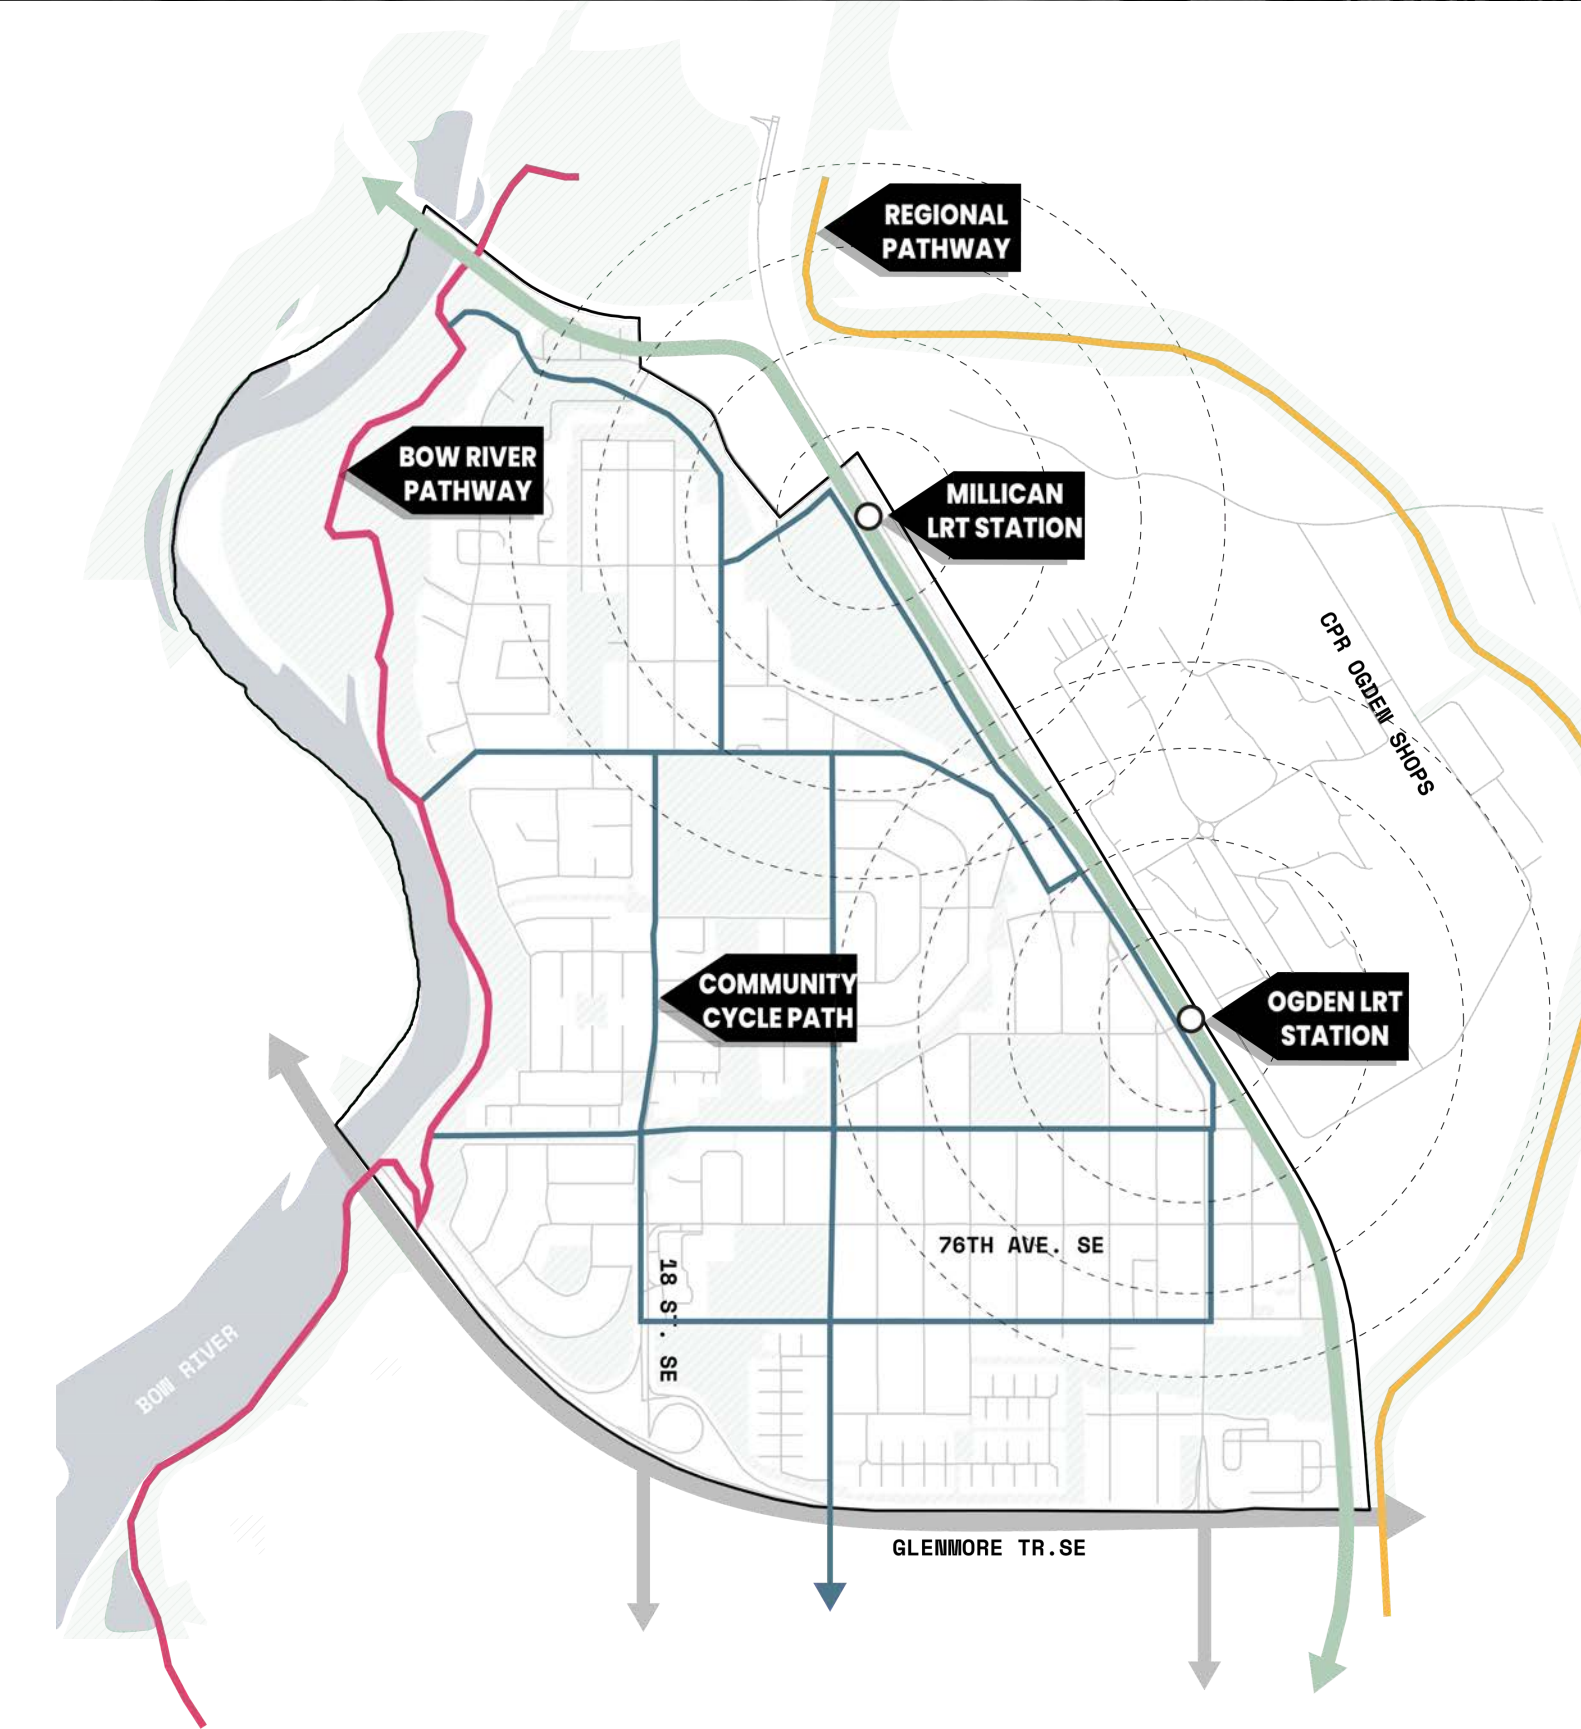 REGIONAL
PATHWAY
BOW RIVER
PATHWAY
MILLICAN
LRT STATION
CPR OGDEN SHOPS
COMMUNITY
CYCLE PATH
OGDEN LRT
STATION
76TH AVE. SE
18 ST. SE
BOW RIVER
GLENMORE TR.SE